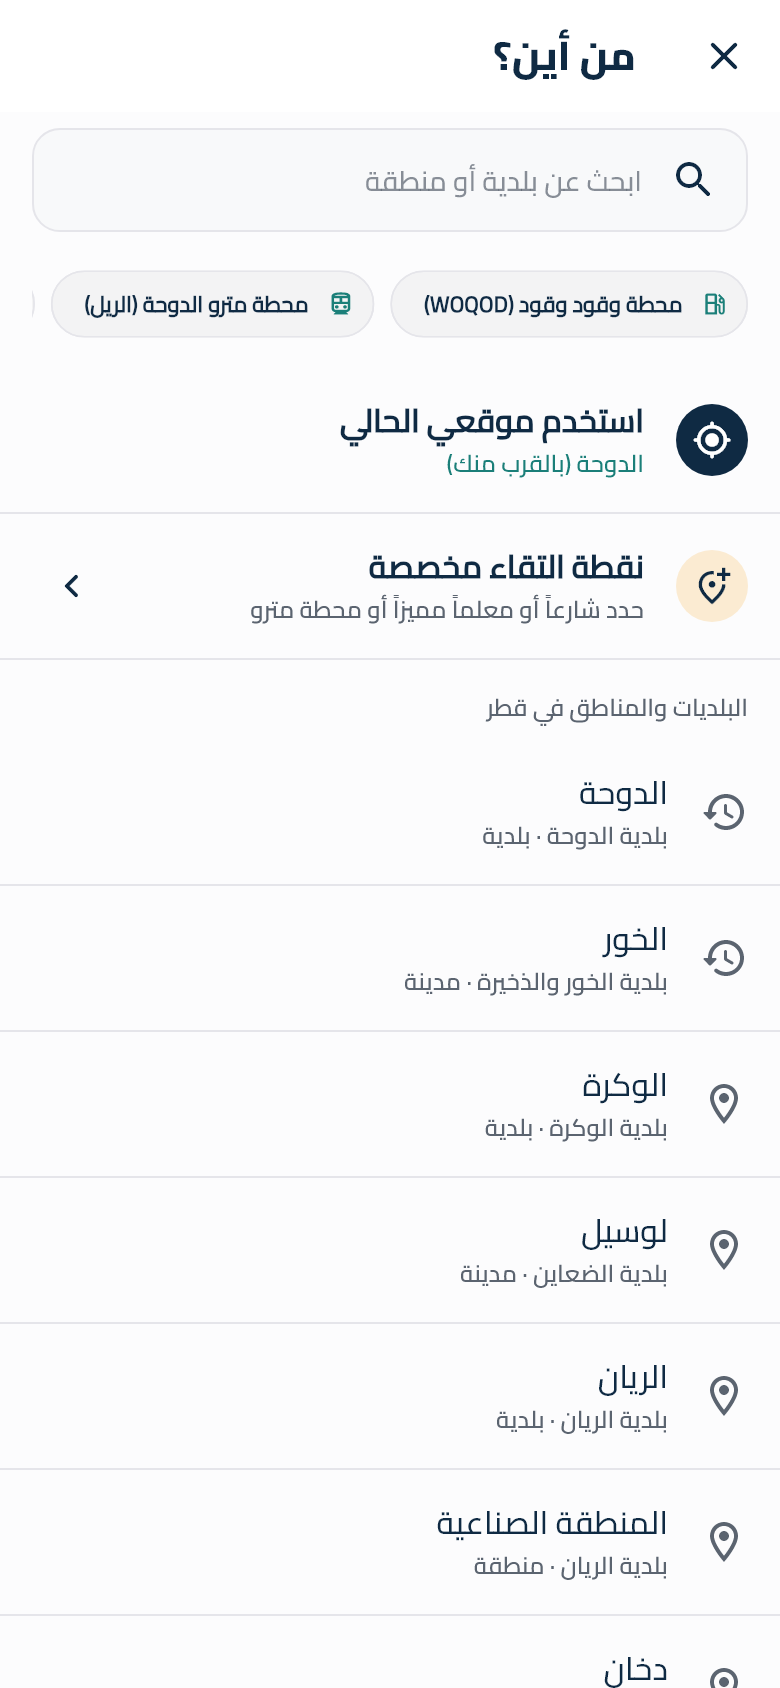 من أين؟
ابحث عن بلدية أو منطقة
محطة وقود وقود (WOQOD)
محطة مترو الدوحة (الريل)
استخدم موقعي الحالي
الدوحة (بالقرب منك)
نقطة التقاء مخصصة
حدد شارعاً أو معلماً مميزاً أو محطة مترو
البلديات والمناطق في قطر
الدوحة
بلدية الدوحة · بلدية
الخور
بلدية الخور والذخيرة · مدينة
الوكرة
بلدية الوكرة · بلدية
لوسيل
بلدية الضعاين · مدينة
الريان
بلدية الريان · بلدية
المنطقة الصناعية
بلدية الريان · منطقة
دخان